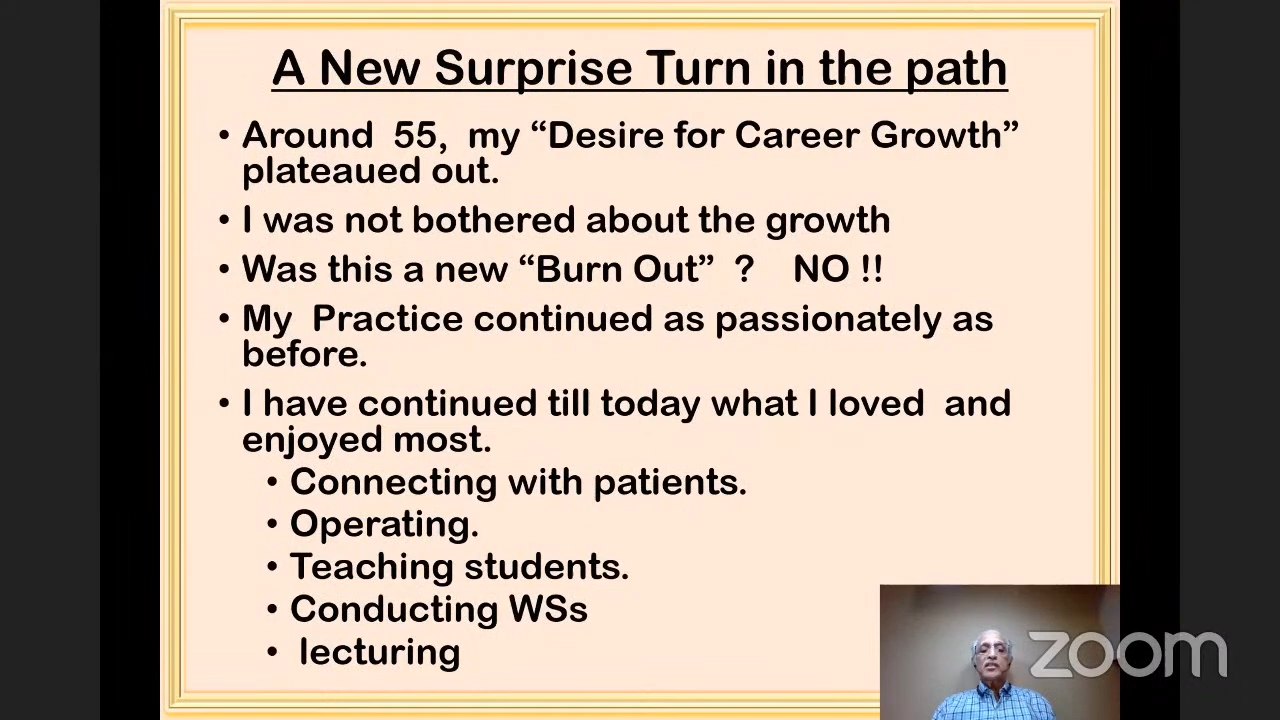 A New Surprise Turn in the path
• Around 55, my “Desire for Career Growth”
plateaued out.
• I was not bothered about the growth
• Was this a new “Burn Out” ? NO !!
• My Practice continued as passionately as
before.
• I have continued till today what I loved and
enjoyed most.
• Connecting with patients.
• Operating.
• Teaching students.
• Conducting WSs
• lecturing
zoom